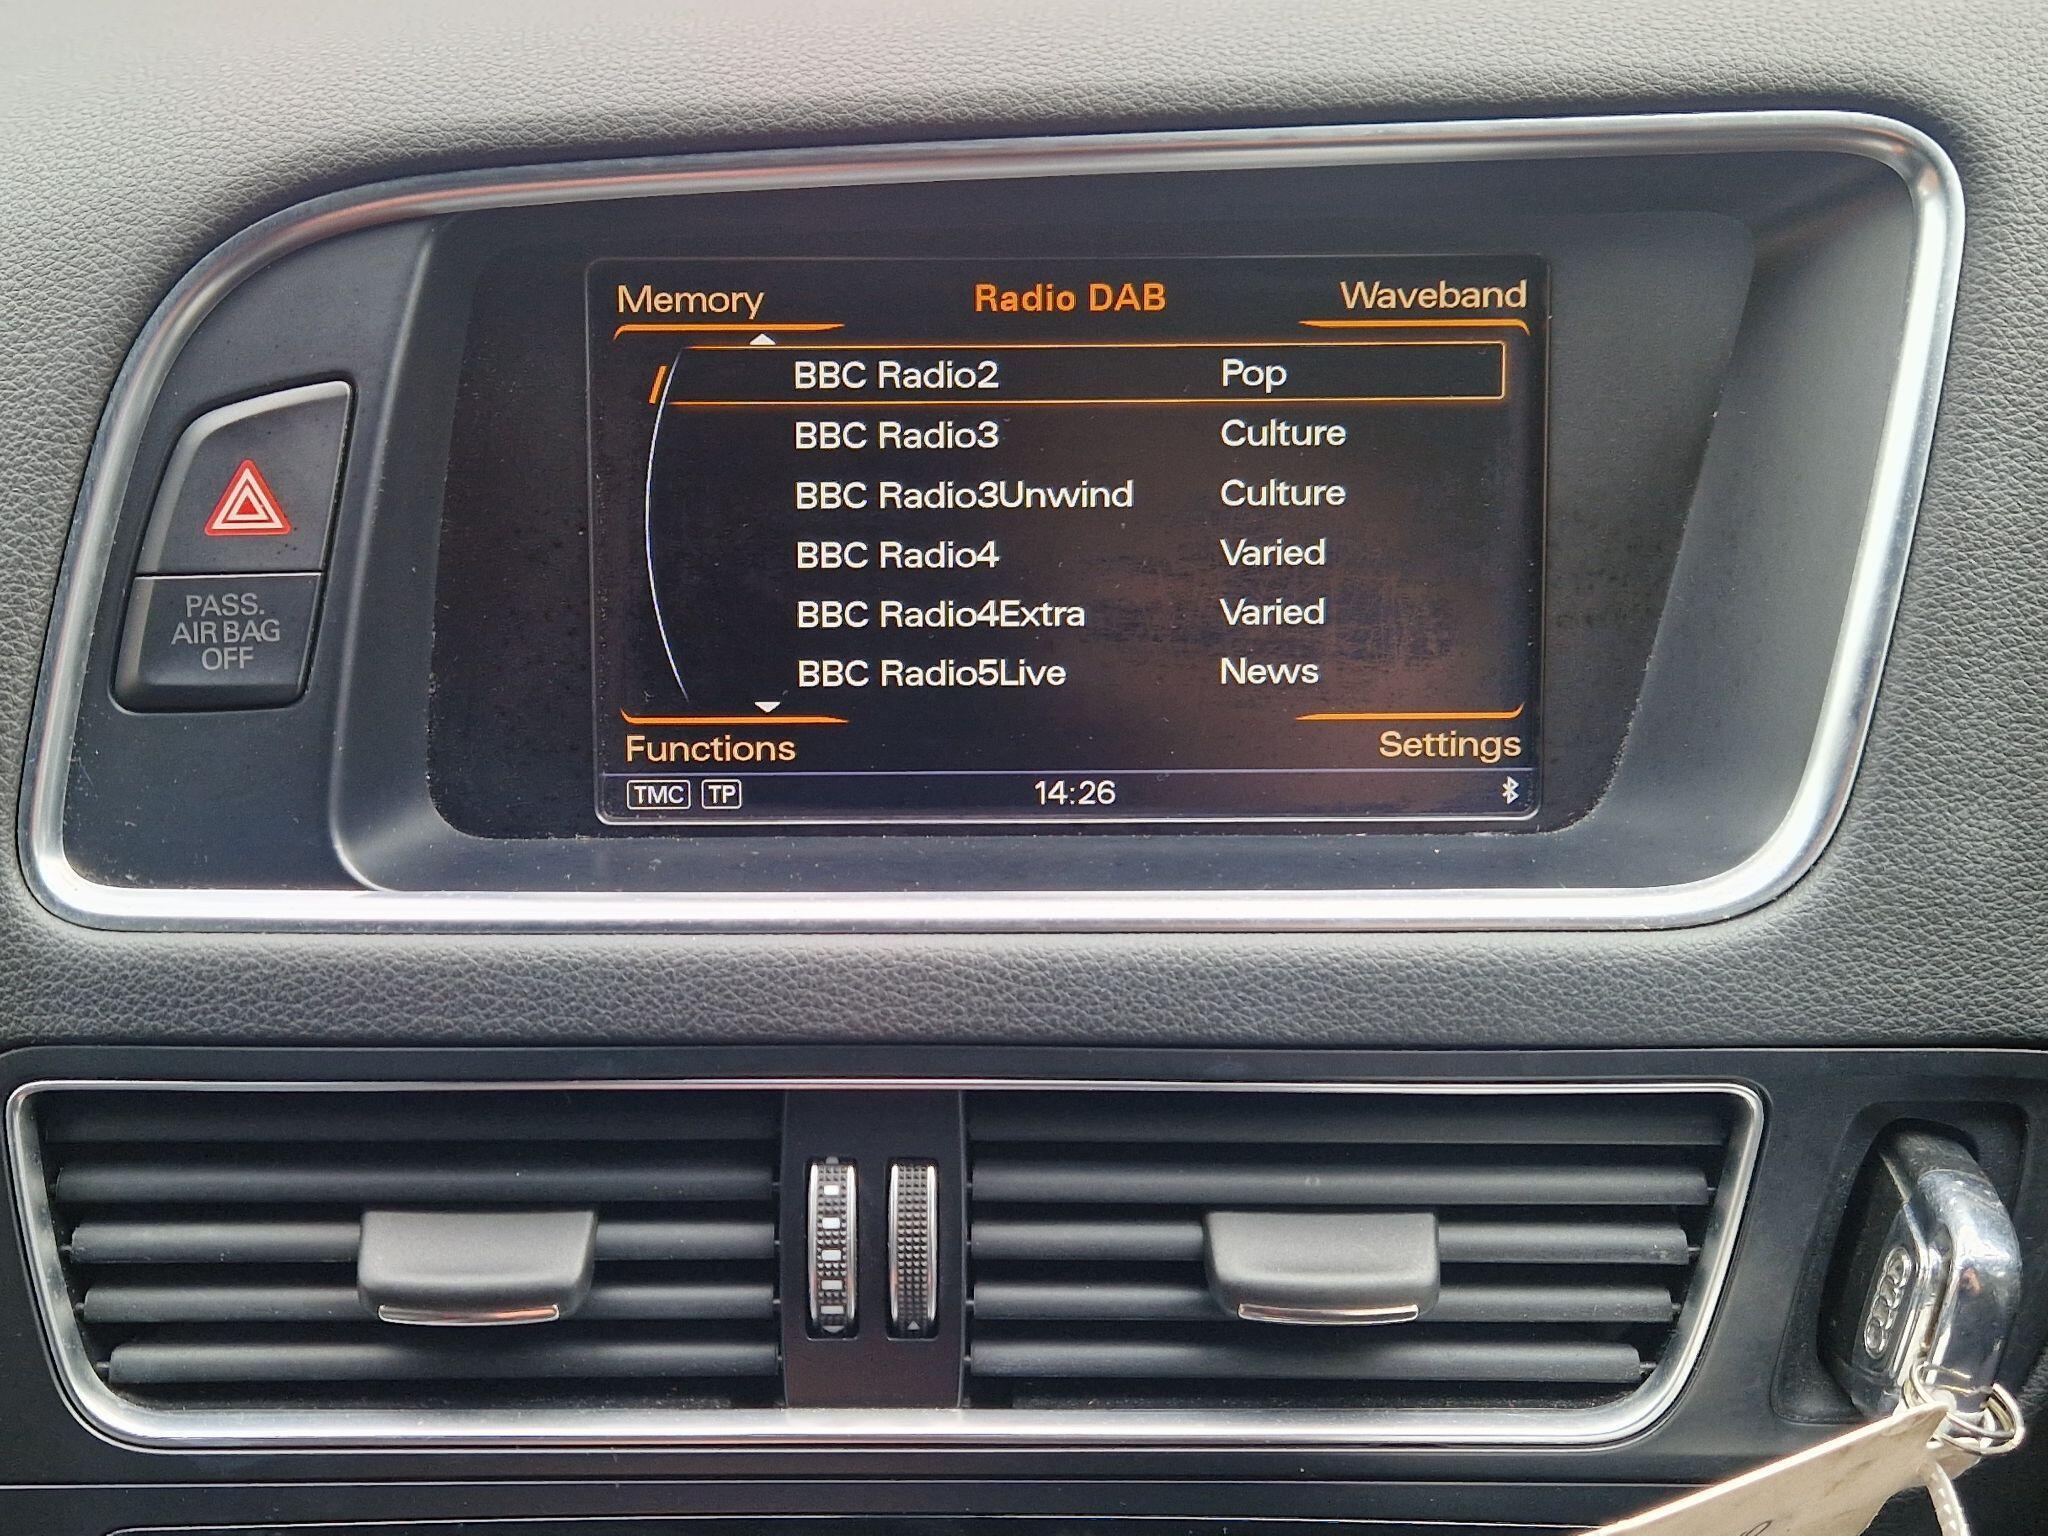 Memory Radio DAB Waveband
BBC Radio2 Pop
BBC Radio3 Culture
BBC Radio3Unwind Culture
BBC Radio4 Varied
BBC Radio4Extra Varied
BBC Radio5Live News
Functions Settings
TMC TP 14:26
PASS.
AIR BAG
OFF